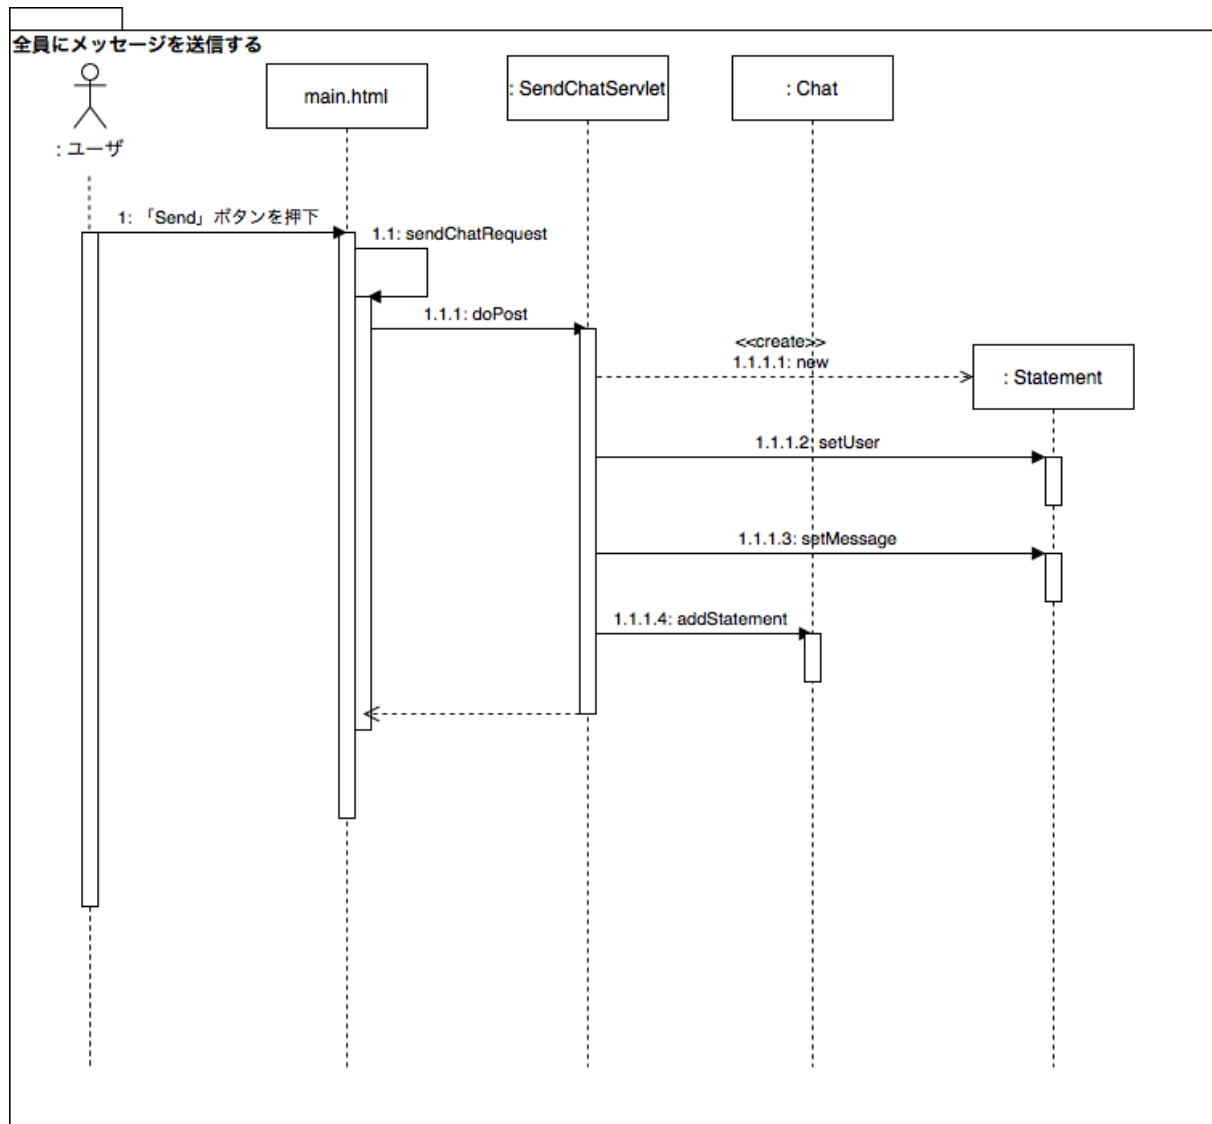 全員にメッセージを送信する
: ユーザ
main.html
: SendChatServlet
: Chat
1: 「Send」ボタンを押下
1.1: sendChatRequest
1.1.1: doPost
<<create>>
1.1.1.1: new
: Statement
1.1.1.2: setUser
1.1.1.3: setMessage
1.1.1.4: addStatement